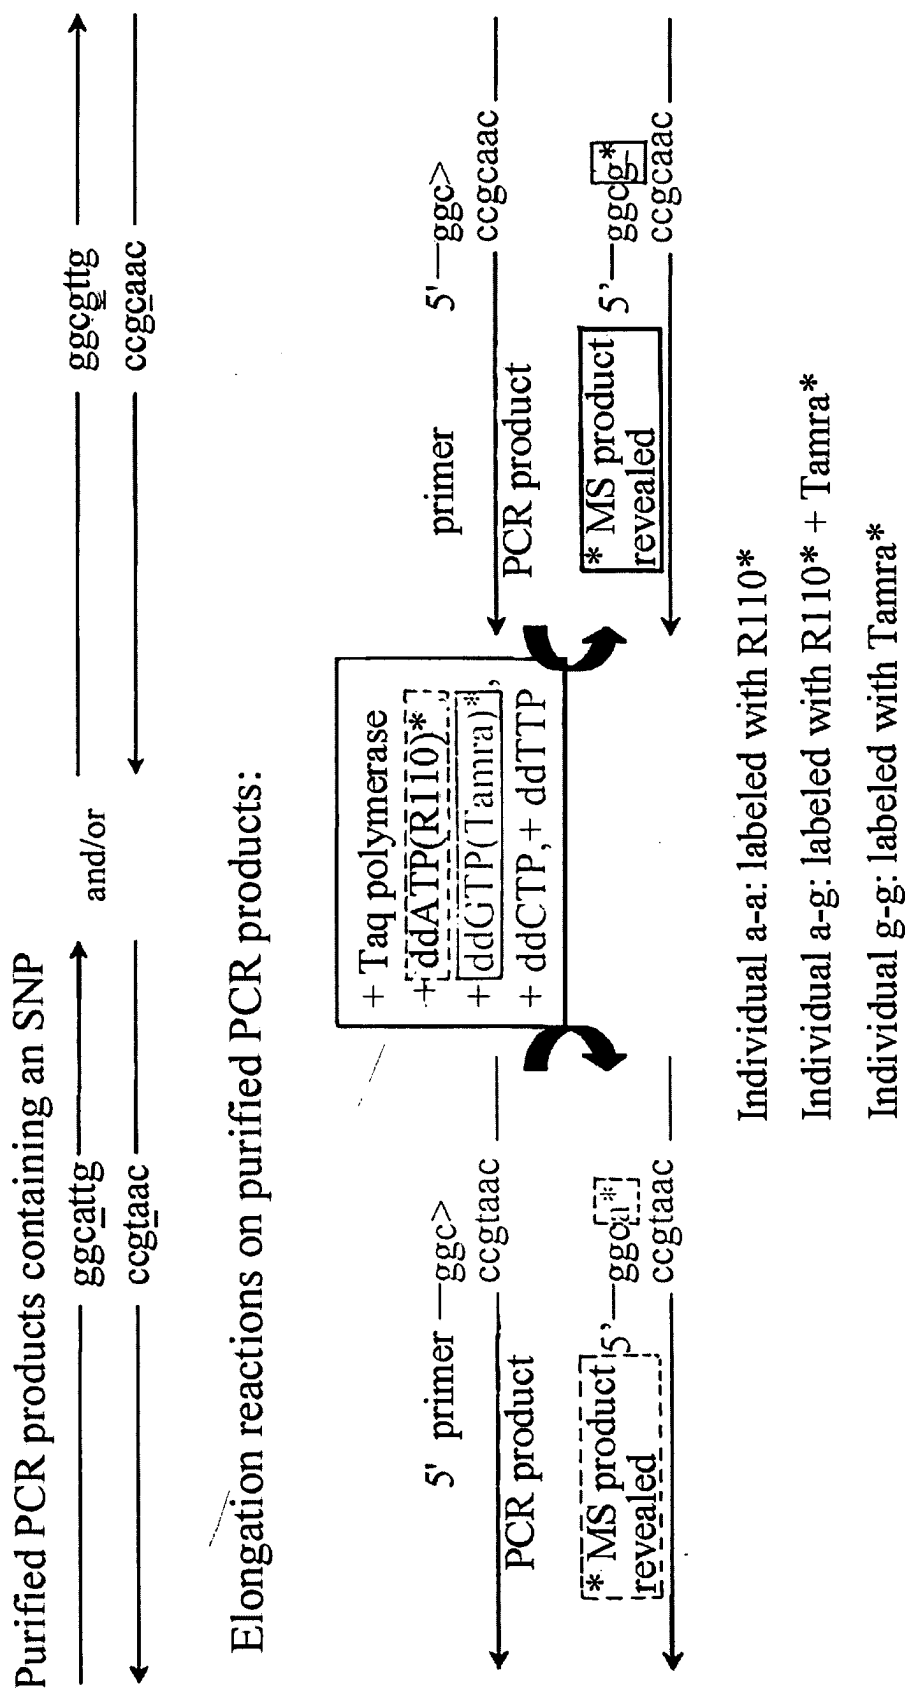 Purified PCR products containing an SNP
ggcattg
ccgtaac
and/or
ggcgttg
ccgcaac
Elongation reactions on purified PCR products:
5' primer —ggc>
ccgtaac
PCR product
* MS product
revealed
5'—ggca*
ccgtaac
+ Taq polymerase
+ ddATP(R110)*,
+ ddGTP(Tamra)*,
+ ddCTP,+ ddTTP
primer
5'—ggc>
ccgcaac
PCR product
* MS product
revealed
5'—ggcg*
ccgcaac
Individual a-a: labeled with R110*
Individual a-g: labeled with R110* + Tamra*
Individual g-g: labeled with Tamra*